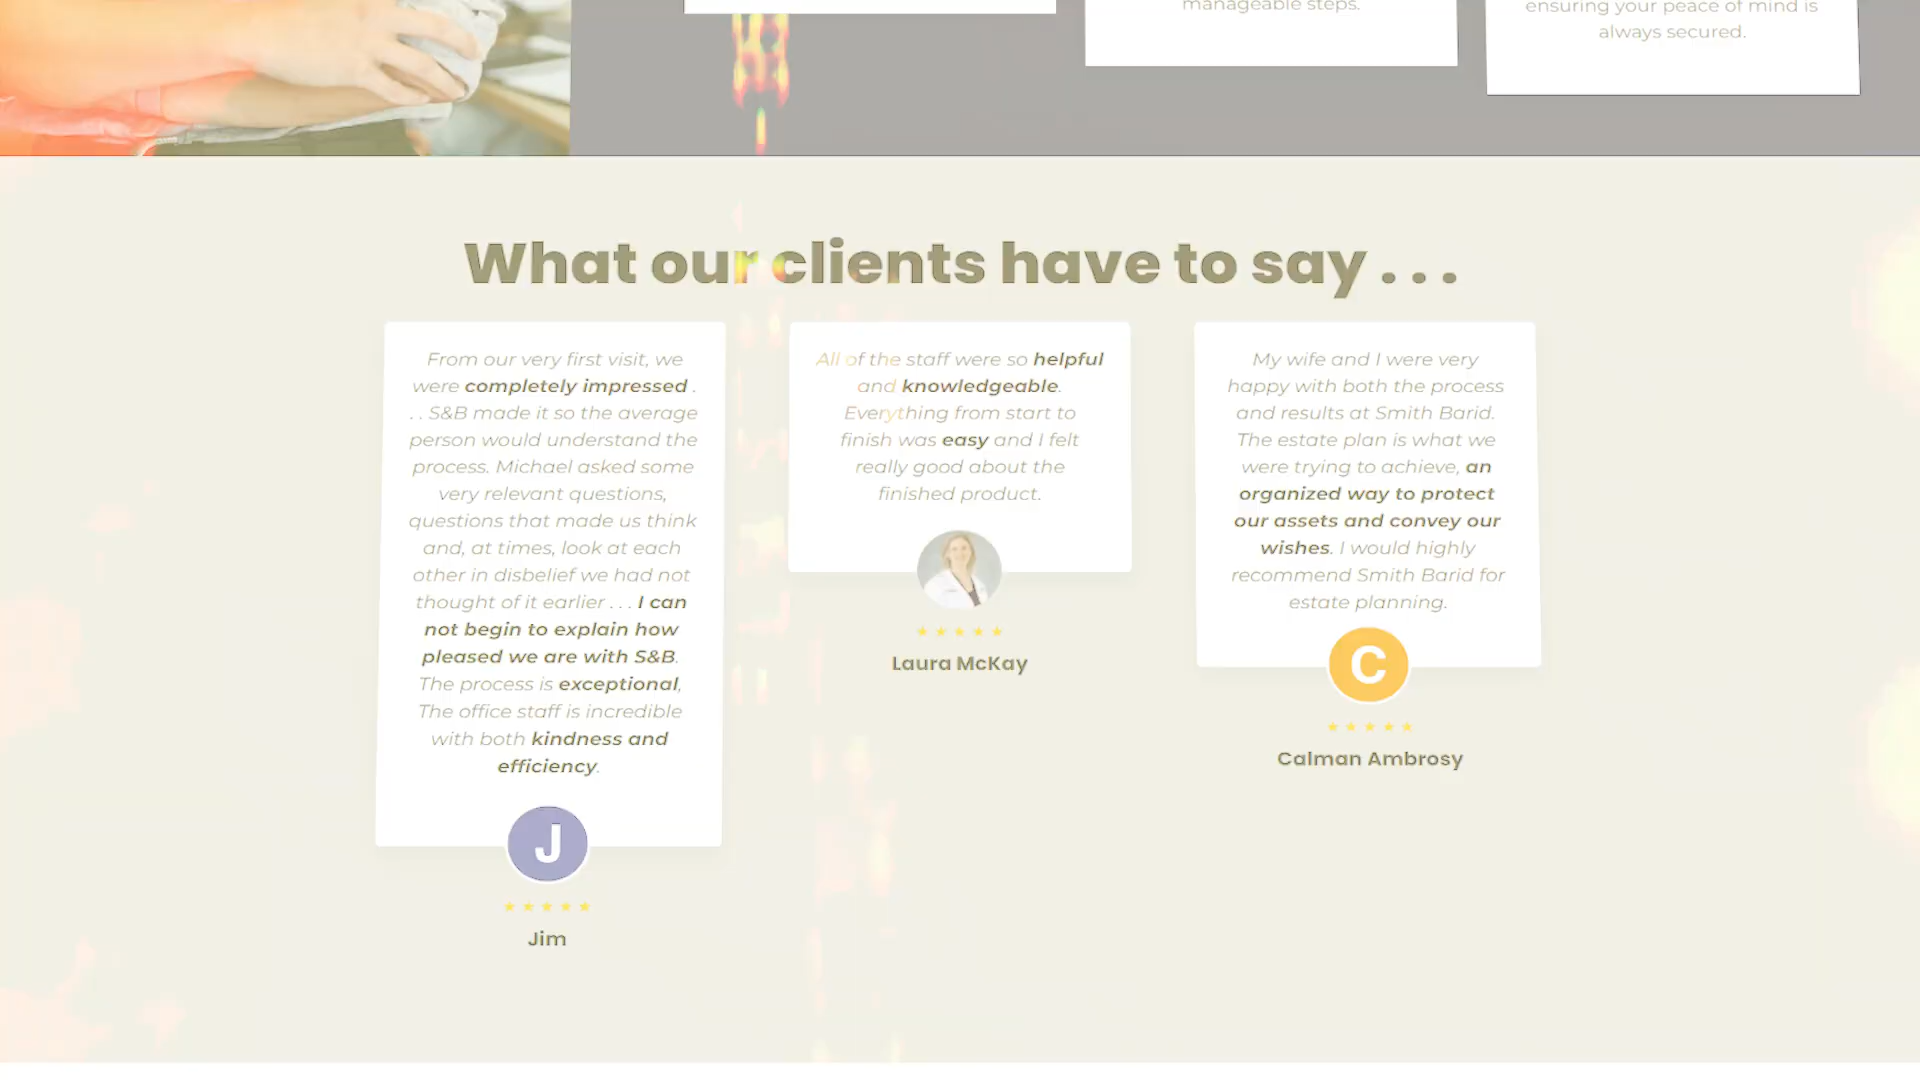 manageable steps.
ensuring your peace of mind is
always secured.
What our clients have to say . . .
From our very first visit, we
were completely impressed .
. . S&B made it so the average
person would understand the
process. Michael asked some
very relevant questions,
questions that made us think
and, at times, look at each
other in disbelief we had not
thought of it earlier . . . I can
not begin to explain how
pleased we are with S&B.
The process is exceptional,
The office staff is incredible
with both kindness and
efficiency.
J
★★★★★
Jim
All of the staff were so helpful
and knowledgeable.
Everything from start to
finish was easy and I felt
really good about the
finished product.
★★★★★
Laura McKay
My wife and I were very
happy with both the process
and results at Smith Barid.
The estate plan is what we
were trying to achieve, an
organized way to protect
our assets and convey our
wishes. I would highly
recommend Smith Barid for
estate planning.
C
★★★★★
Calman Ambrosy